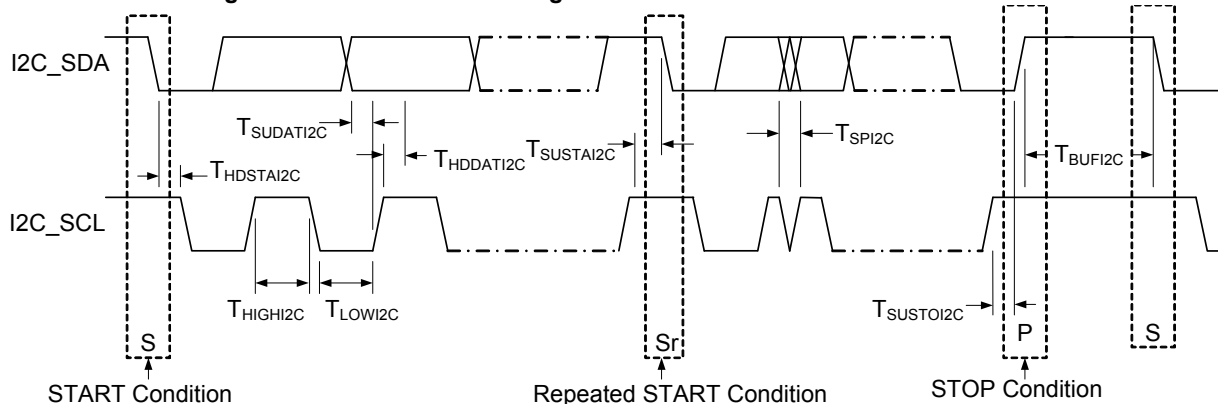 I2C_SDA
T_SUDATI2C
T_HDDATI2C
T_SUSTAI2C
T_SPI2C
T_BUFI2C
T_HDSTAI2C
I2C_SCL
T_HIGHI2C
T_LOWI2C
T_SUSTOI2C
S
Sr
P
S
START Condition
Repeated START Condition
STOP Condition